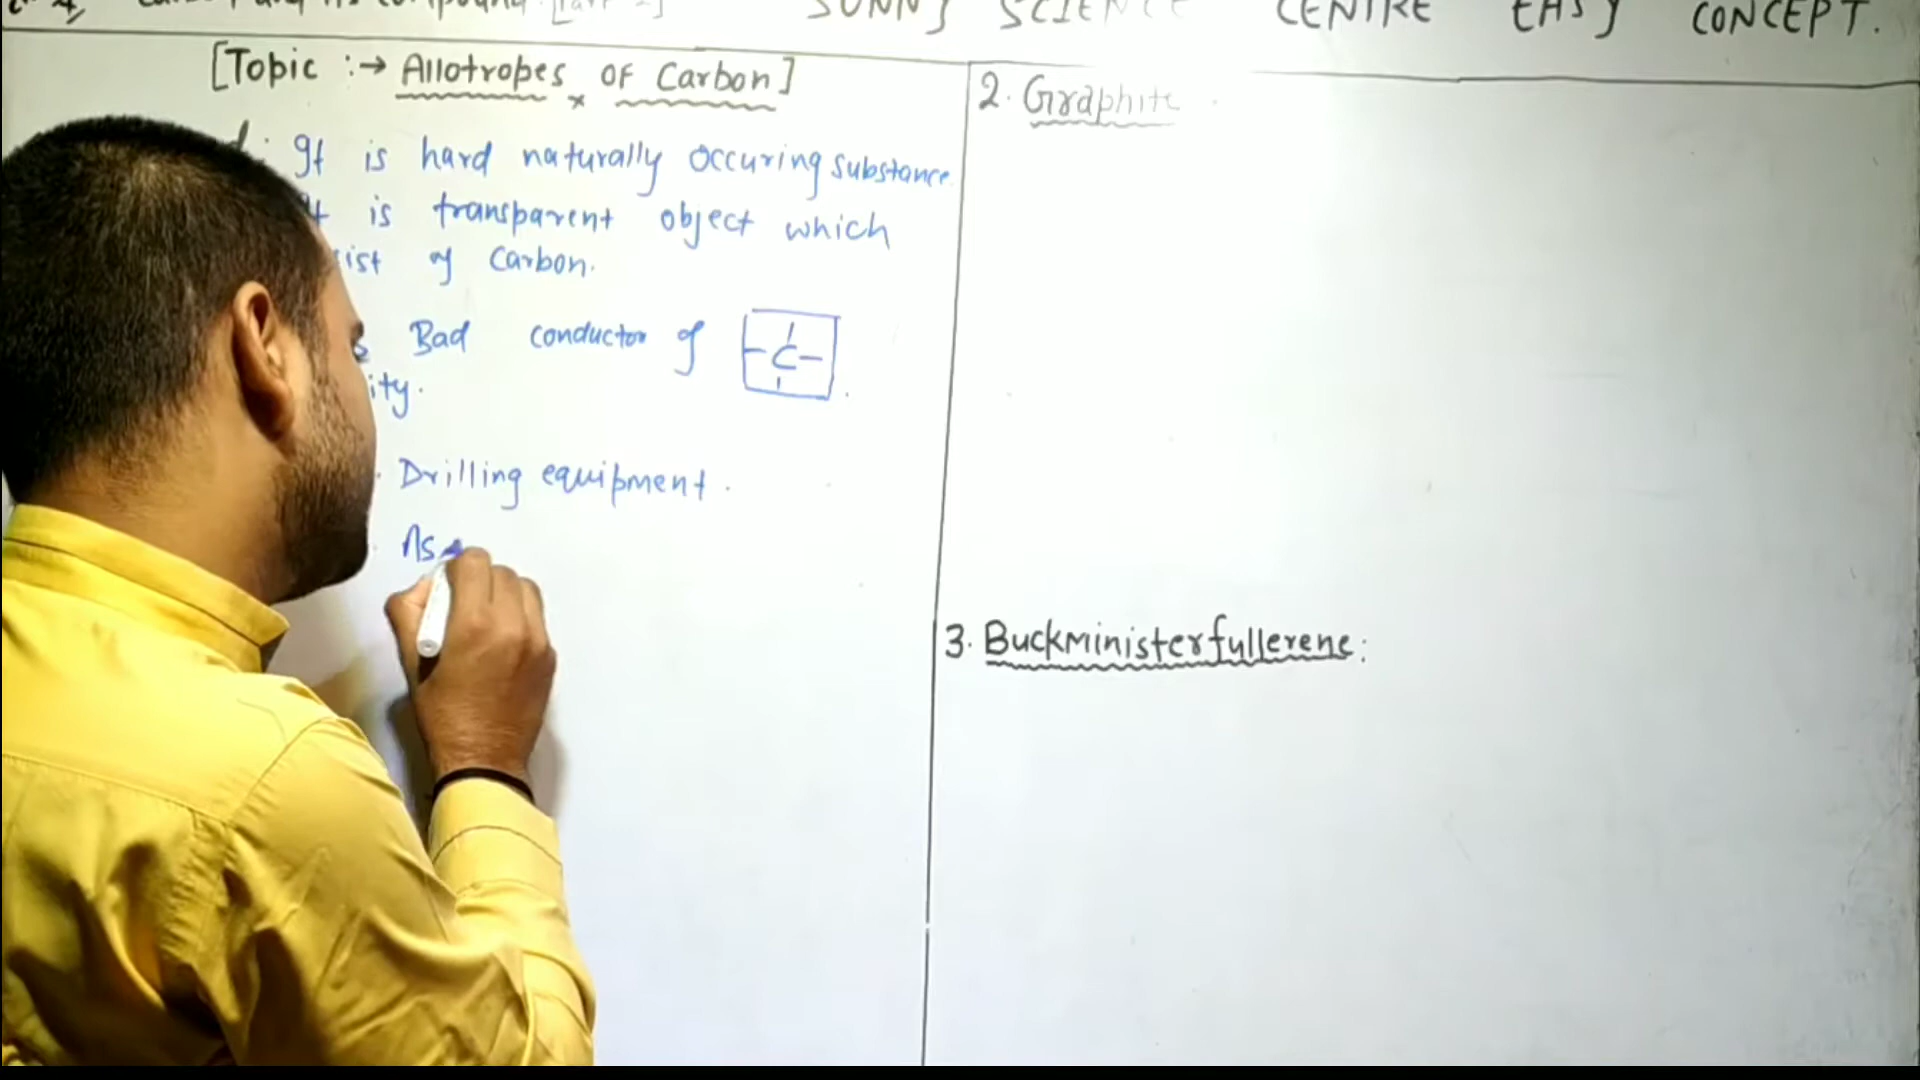 SUNNY SCIENCE CENTRE EASY CONCEPT.
[Topic :→ Allotropes of Carbon]
It is hard naturally occuring substance
is transparent object which
of Carbon.
Bad conductor of
C
Drilling equipment.
As
2. Graphite
3. Buckministerfullerene: